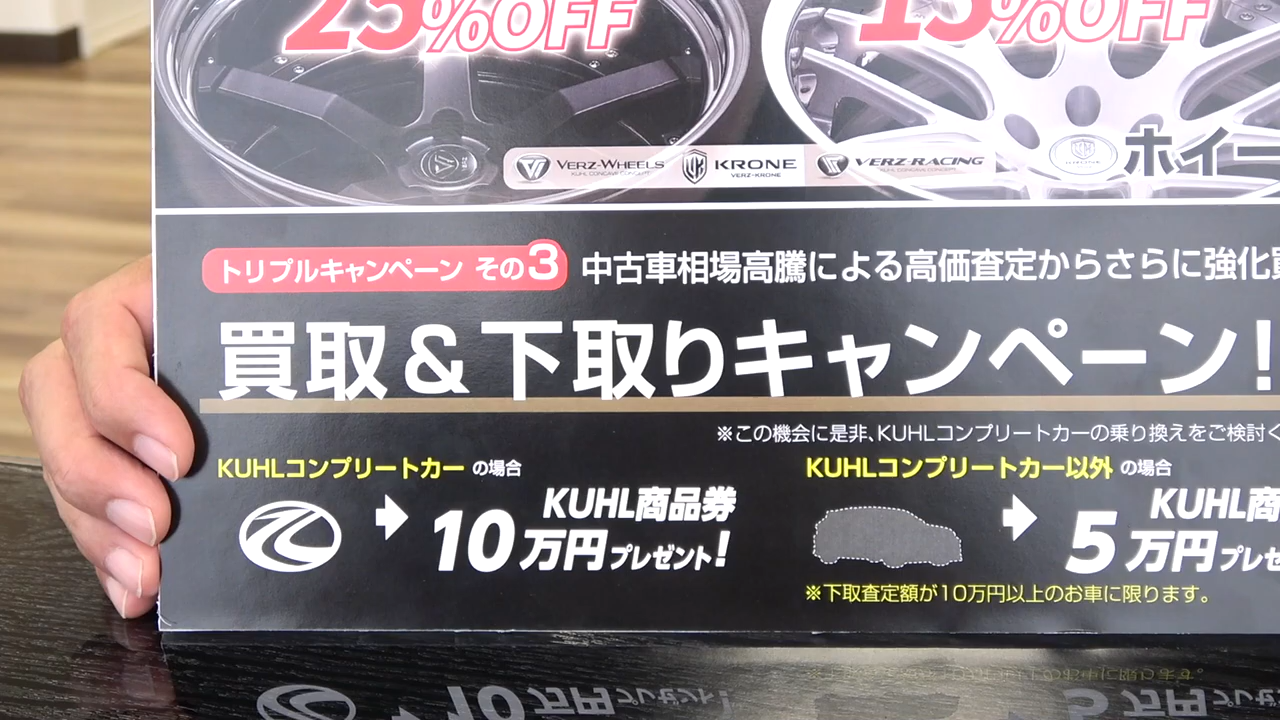 25%OFF
15%OFF
VERZ-WHEELS
KUHL CONCAVE CONCEPT
KRONE
VERZ-KRONE
VERZ-RACING
KUHL CONCAVE CONCEPT
ホイー
トリプルキャンペーン その3
中古車相場高騰による高価査定からさらに強化買
買取&下取りキャンペーン!
※この機会に是非、KUHLコンプリートカーの乗り換えをご検討く
KUHLコンプリートカー の場合
KUHL商品券
10万円プレゼント!
KUHLコンプリートカー以外 の場合
KUHL商
5万円プレゼ
※下取査定額が10万円以上のお車に限ります。